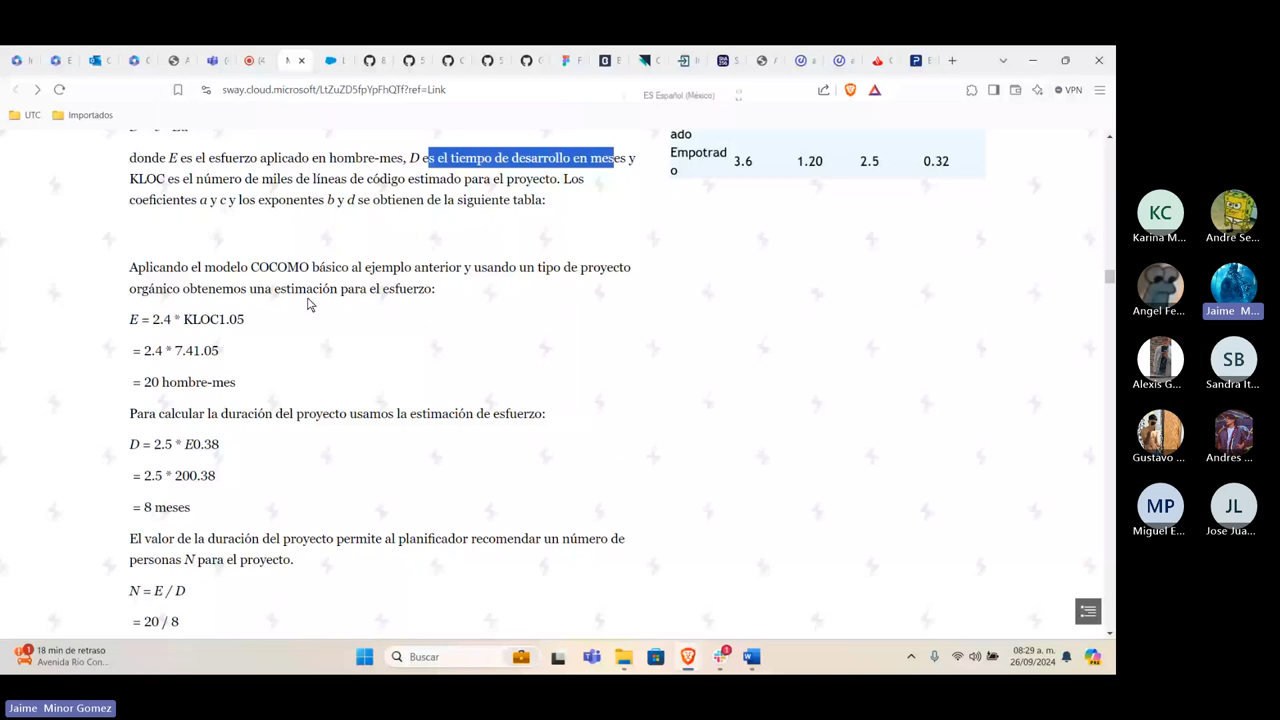 sway.cloud.microsoft/LtZuZD5fpYpFhQTf?ref=Link
ES Español (México)
VPN
UTC
Importados
donde E es el esfuerzo aplicado en hombre-mes, D es el tiempo de desarrollo en meses y
KLOC es el número de miles de líneas de código estimado para el proyecto. Los
coeficientes a y c y los exponentes b y d se obtienen de la siguiente tabla:
ado
Empotrad
o
3.6 1.20 2.5 0.32
Aplicando el modelo COCOMO básico al ejemplo anterior y usando un tipo de proyecto
orgánico obtenemos una estimación para el esfuerzo:
E = 2.4 * KLOC1.05
= 2.4 * 7.41.05
= 20 hombre-mes
Para calcular la duración del proyecto usamos la estimación de esfuerzo:
D = 2.5 * E0.38
= 2.5 * 200.38
= 8 meses
El valor de la duración del proyecto permite al planificador recomendar un número de
personas N para el proyecto.
N = E / D
= 20 / 8
KC
Karina M...
Andre Se...
Angel Fe...
Jaime M...
Alexis G...
SB
Sandra It...
Gustavo ...
Andres ...
MP
Miguel E...
JL
Jose Jua...
18 min de retraso
Avenida Rio Con...
Buscar
08:29 a. m.
26/09/2024
Jaime Minor Gomez